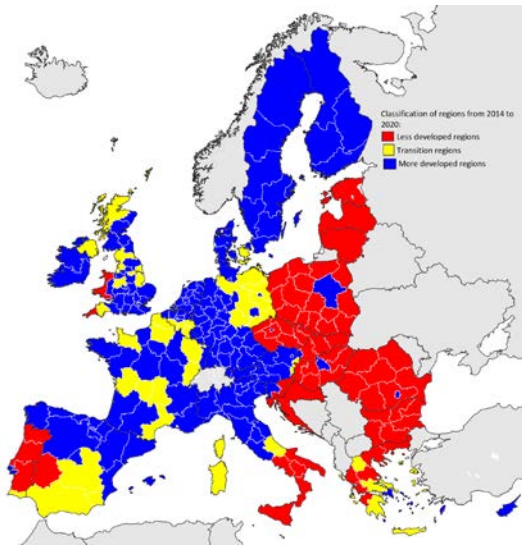 Classification of regions from 2014 to
2020:
Less developed regions
Transition regions
More developed regions